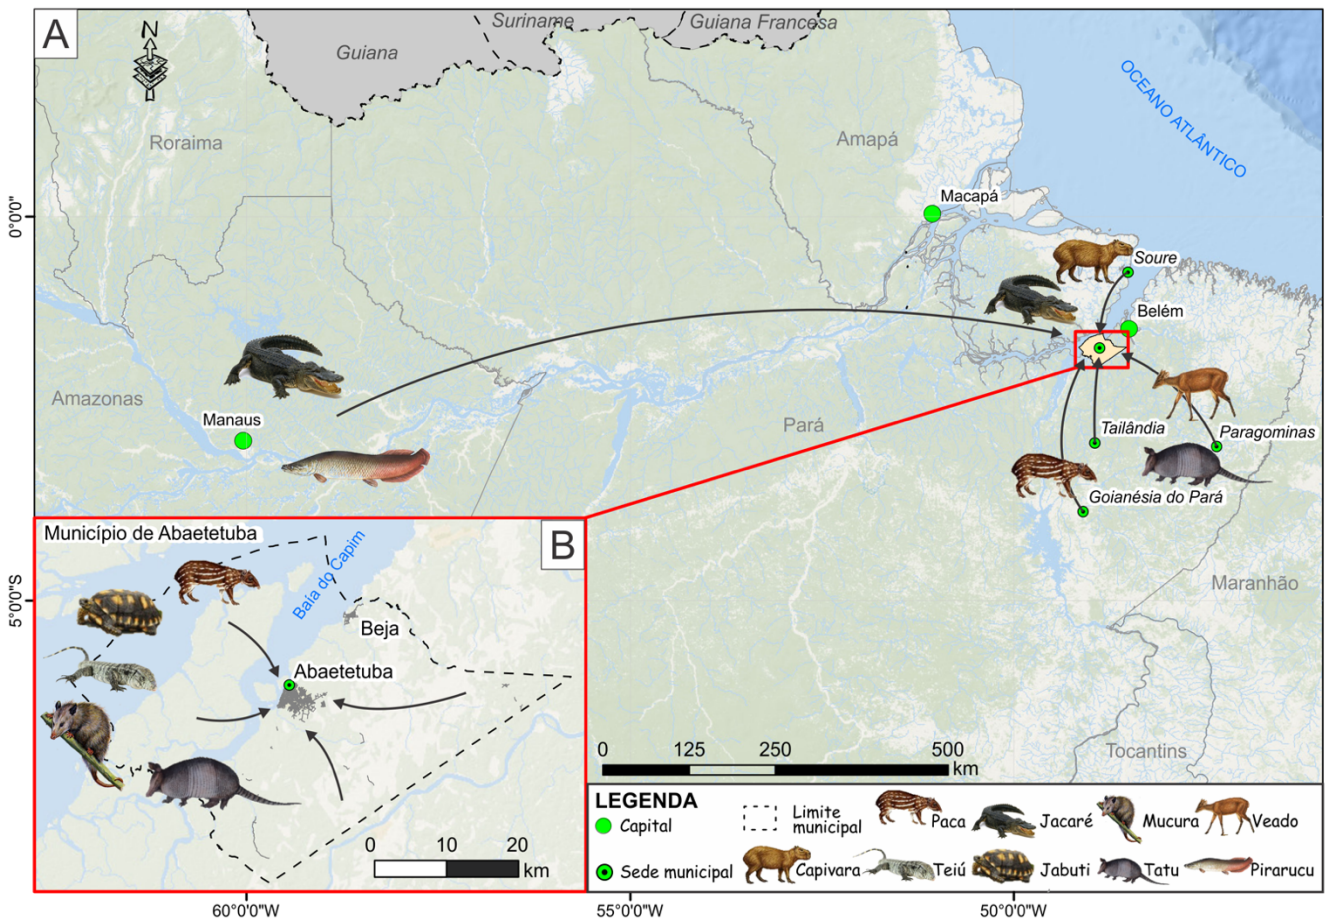 A
N
Suriname
Guiana Francesa
Guiana
OCEANO ATLÂNTICO
Roraima
Amapá
Macapá
0°0'0"
Soure
Belém
Amazonas
Manaus
Pará
Tailândia
Paragominas
Goianésia do Pará
Município de Abaetetuba
B
Baía do Capim
Maranhão
5°0'0"S
Beja
Abaetetuba
Tocantins
0 125 250 500
km
0 10 20
km
LEGENDA
Capital
Limite
municipal
Paca
Jacaré
Mucura
Veado
Sede municipal
Capivara
Teiú
Jabuti
Tatu
Pirarucu
60°0'0"W
55°0'0"W
50°0'0"W